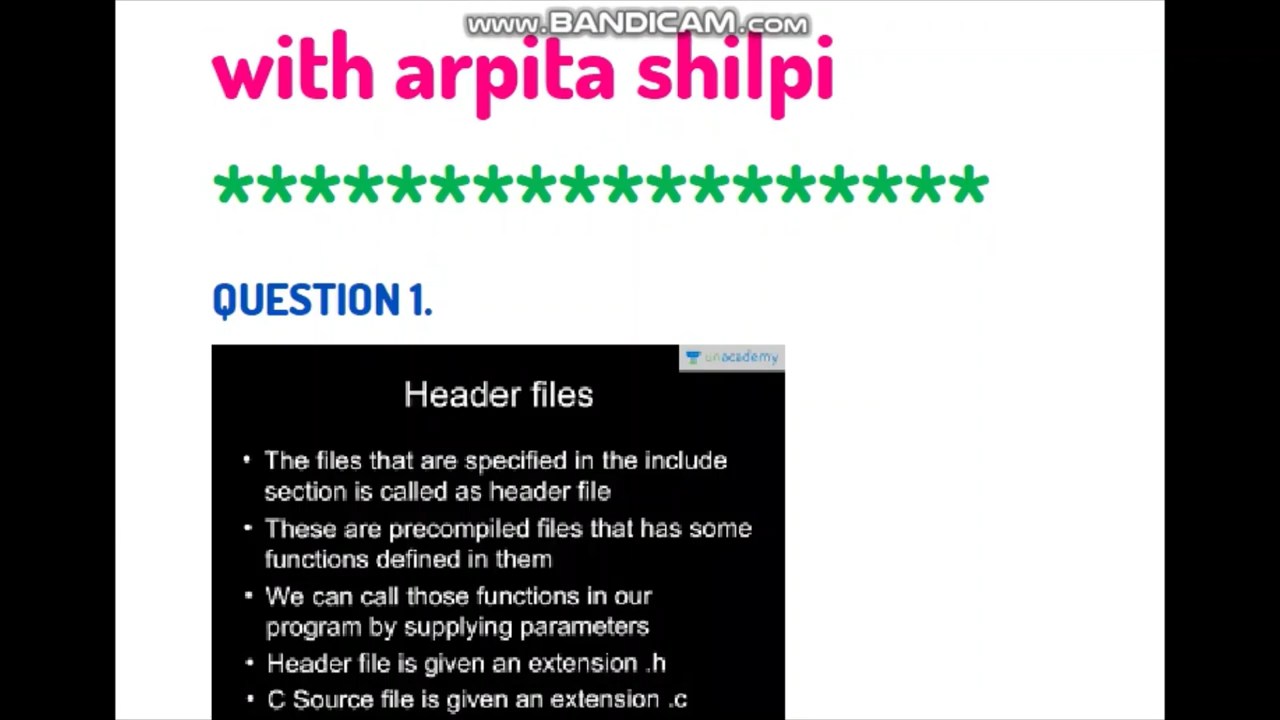 www.BANDICAM.com
with arpita shilpi
******************
QUESTION 1.
unacademy
Header files
• The files that are specified in the include
section is called as header file
• These are precompiled files that has some
functions defined in them
• We can call those functions in our
program by supplying parameters
• Header file is given an extension .h
• C Source file is given an extension .c